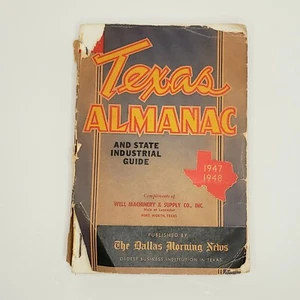 Texas
ALMANAC
AND STATE
INDUSTRIAL
GUIDE
1947
1948
Compliments of
WELL MACHINERY & SUPPLY CO., INC.
FORT WORTH, TEXAS
PUBLISHED BY
The Dallas Morning News
OLDEST BUSINESS INSTITUTION IN TEXAS